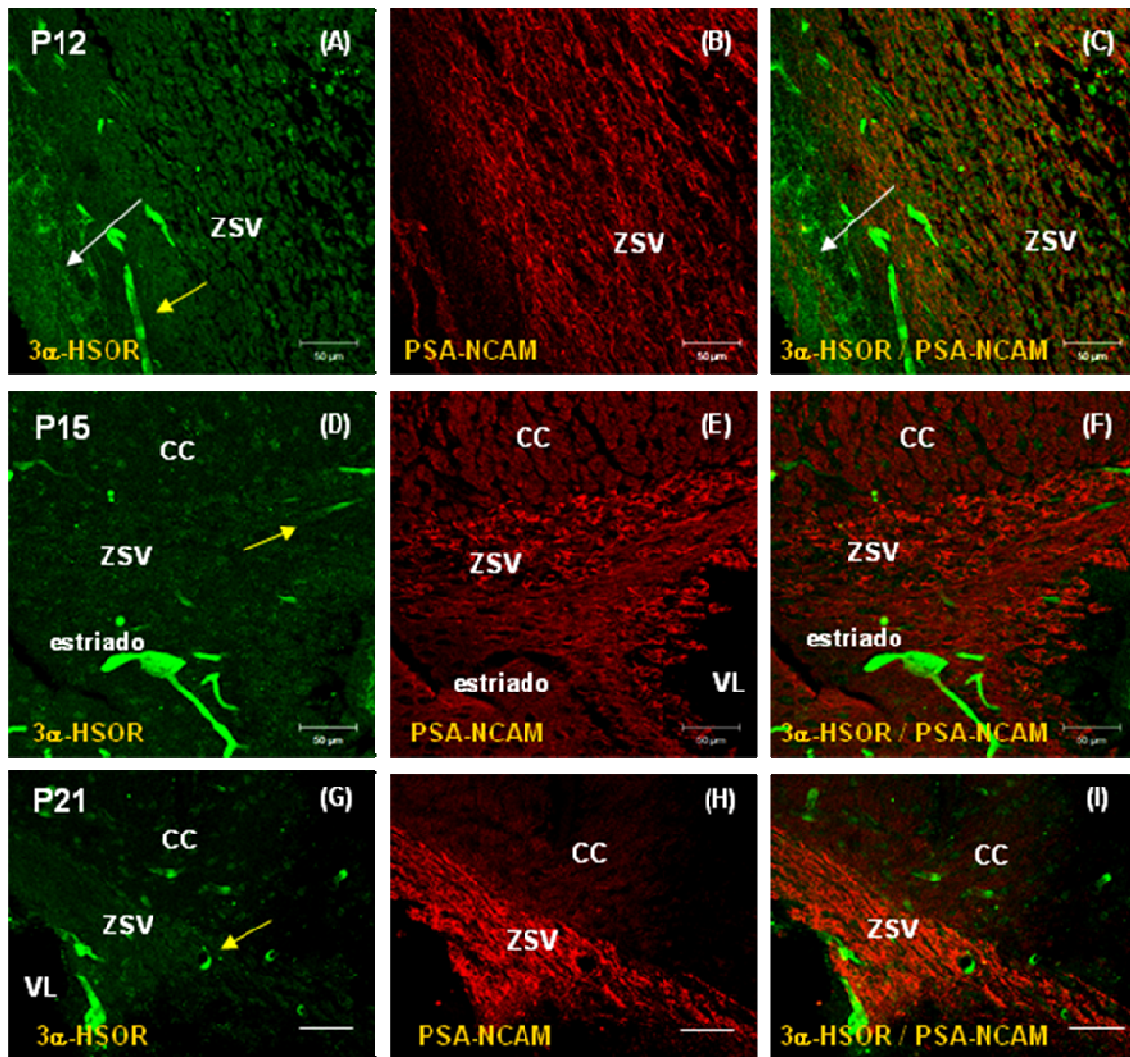 P12 (A)
ZSV
3α-HSOR
50 µm
(B)
ZSV
PSA-NCAM
50 µm
(C)
ZSV
3α-HSOR / PSA-NCAM
50 µm
P15 (D)
CC
ZSV
estriado
3α-HSOR
50 µm
(E)
CC
ZSV
estriado
VL
PSA-NCAM
50 µm
(F)
CC
ZSV
estriado
3α-HSOR / PSA-NCAM
50 µm
P21 (G)
CC
ZSV
VL
3α-HSOR
(H)
CC
ZSV
PSA-NCAM
(I)
CC
ZSV
3α-HSOR / PSA-NCAM